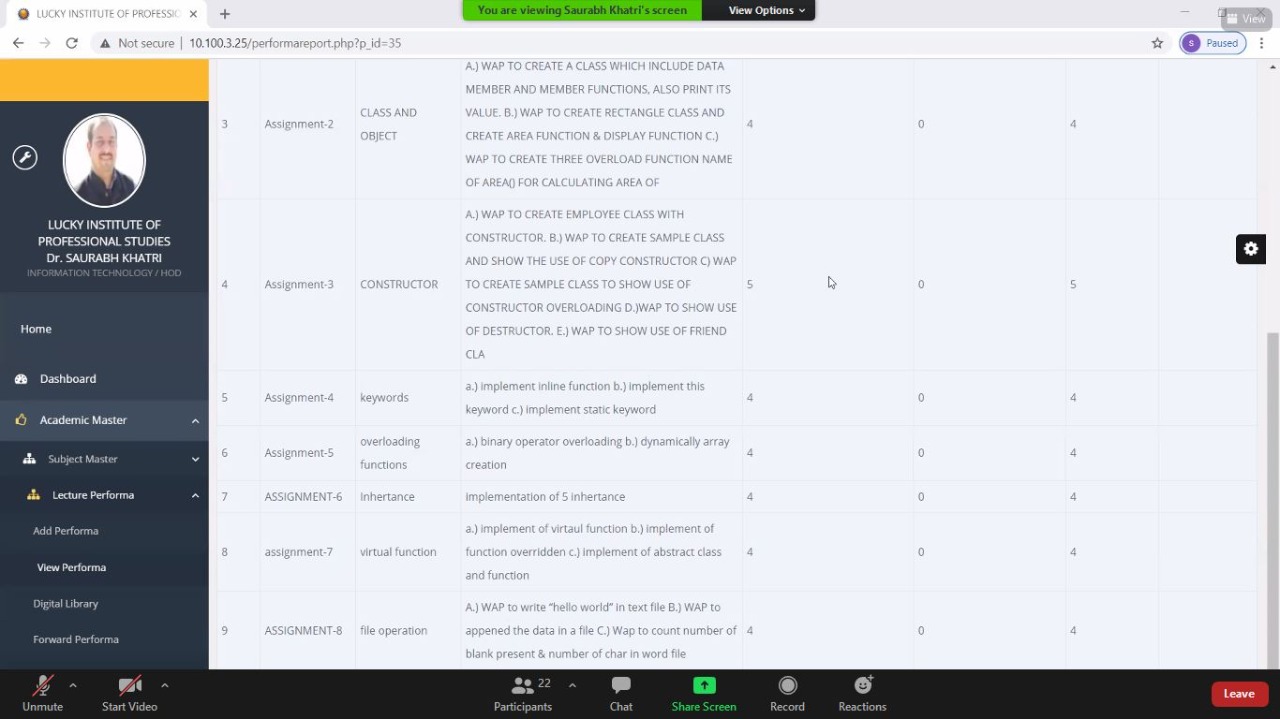 LUCKY INSTITUTE OF PROFESSIC
You are viewing Saurabh Khatri's screen
View Options
View
Not secure
10.100.3.25/performareport.php?p_id=35
S
Paused
LUCKY INSTITUTE OF
PROFESSIONAL STUDIES
Dr. SAURABH KHATRI
INFORMATION TECHNOLOGY / HOD
Home
Dashboard
Academic Master
Subject Master
Lecture Performa
Add Performa
View Performa
Digital Library
Forward Performa
3
Assignment-2
CLASS AND
OBJECT
A.) WAP TO CREATE A CLASS WHICH INCLUDE DATA
MEMBER AND MEMBER FUNCTIONS, ALSO PRINT ITS
VALUE. B.) WAP TO CREATE RECTANGLE CLASS AND
CREATE AREA FUNCTION & DISPLAY FUNCTION C.)
WAP TO CREATE THREE OVERLOAD FUNCTION NAME
OF AREA() FOR CALCULATING AREA OF
4
0
4
4
Assignment-3
CONSTRUCTOR
A.) WAP TO CREATE EMPLOYEE CLASS WITH
CONSTRUCTOR. B.) WAP TO CREATE SAMPLE CLASS
AND SHOW THE USE OF COPY CONSTRUCTOR C) WAP
TO CREATE SAMPLE CLASS TO SHOW USE OF
CONSTRUCTOR OVERLOADING D.)WAP TO SHOW USE
OF DESTRUCTOR. E.) WAP TO SHOW USE OF FRIEND
CLA
5
0
5
5
Assignment-4
keywords
a.) implement inline function b.) implement this
keyword c.) implement static keyword
4
0
4
6
Assignment-5
overloading
functions
a.) binary operator overloading b.) dynamically array
creation
4
0
4
7
ASSIGNMENT-6
Inhertance
implementation of 5 inhertance
4
0
4
8
assignment-7
virtual function
a.) implement of virtaul function b.) implement of
function overridden c.) implement of abstract class
and function
4
0
4
9
ASSIGNMENT-8
file operation
A.) WAP to write “hello world” in text file B.) WAP to
appened the data in a file C.) Wap to count number of
blank present & number of char in word file
4
0
4
Unmute
Start Video
22
Participants
Chat
Share Screen
Record
Reactions
Leave